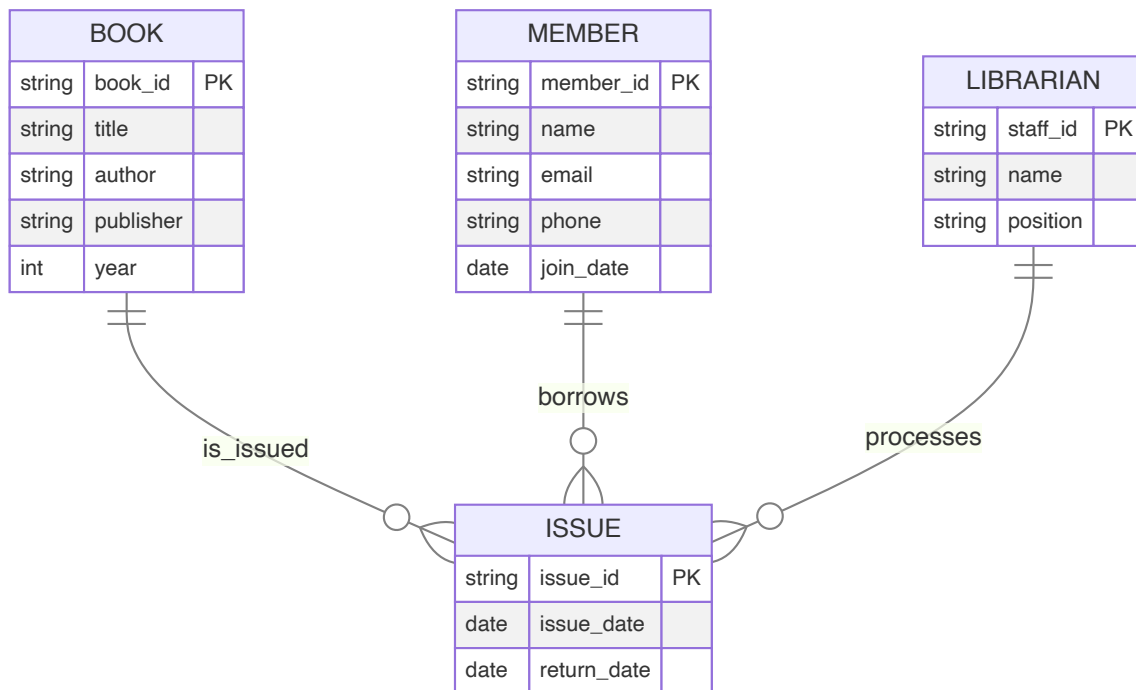 BOOK
string book_id PK
string title
string author
string publisher
int year
MEMBER
string member_id PK
string name
string email
string phone
date join_date
LIBRARIAN
string staff_id PK
string name
string position
is_issued
borrows
processes
ISSUE
string issue_id PK
date issue_date
date return_date